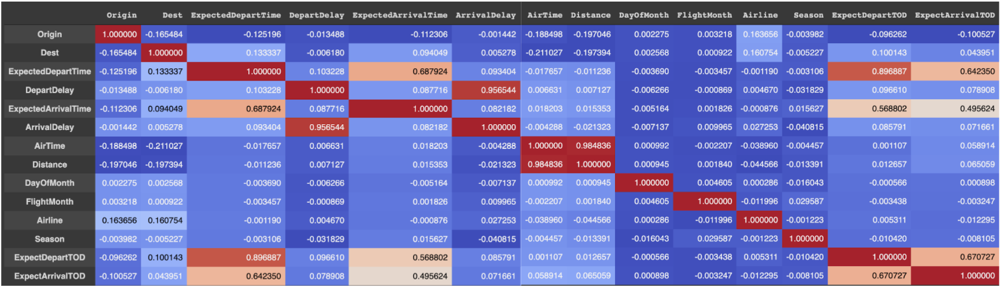 Origin Dest ExpectedDepartTime DepartDelay ExpectedArrivalTime ArrivalDelay AirTime Distance DayOfMonth FlightMonth Airline Season ExpectDepartTOD ExpectArrivalTOD
Origin 1.000000 -0.165484 -0.125196 -0.013488 -0.112306 -0.001442 -0.188498 -0.197046 0.002275 0.003218 0.163656 -0.003982 -0.096262 -0.100527
Dest -0.165484 1.000000 0.133337 -0.006180 0.094049 0.005278 -0.211027 -0.197394 0.002568 0.000922 0.160754 -0.005227 0.100143 0.043951
ExpectedDepartTime -0.125196 0.133337 1.000000 0.103228 0.687924 0.093404 -0.017657 -0.011236 -0.003690 -0.003457 -0.001190 -0.003106 0.896887 0.642350
DepartDelay -0.013488 -0.006180 0.103228 1.000000 0.087716 0.956544 0.006631 0.007127 -0.006266 -0.000869 0.004670 -0.031829 0.096610 0.078908
ExpectedArrivalTime -0.112306 0.094049 0.687924 0.087716 1.000000 0.082182 0.018203 0.015353 -0.005164 0.001826 -0.000876 0.015627 0.568802 0.495624
ArrivalDelay -0.001442 0.005278 0.093404 0.956544 0.082182 1.000000 -0.004288 -0.021323 -0.007137 0.009965 0.027253 -0.040815 0.085791 0.071661
AirTime -0.188498 -0.211027 -0.017657 0.006631 0.018203 -0.004288 1.000000 0.984836 0.000992 -0.002207 -0.038960 -0.004457 0.001107 0.058914
Distance -0.197046 -0.197394 -0.011236 0.007127 0.015353 -0.021323 0.984836 1.000000 0.000945 0.001840 -0.044566 -0.013391 0.012657 0.065059
DayOfMonth 0.002275 0.002568 -0.003690 -0.006266 -0.005164 -0.007137 0.000992 0.000945 1.000000 0.004605 0.000286 -0.016043 -0.000566 0.000898
FlightMonth 0.003218 0.000922 -0.003457 -0.000869 0.001826 0.009965 -0.002207 0.001840 0.004605 1.000000 -0.011996 0.029587 -0.003438 -0.003247
Airline 0.163656 0.160754 -0.001190 0.004670 -0.000876 0.027253 -0.038960 -0.044566 0.000286 -0.011996 1.000000 -0.001223 0.005311 -0.012295
Season -0.003982 -0.005227 -0.003106 -0.031829 0.015627 -0.040815 -0.004457 -0.013391 -0.016043 0.029587 -0.001223 1.000000 -0.010420 -0.008105
ExpectDepartTOD -0.096262 0.100143 0.896887 0.096610 0.568802 0.085791 0.001107 0.012657 -0.000566 -0.003438 0.005311 -0.010420 1.000000 0.670727
ExpectArrivalTOD -0.100527 0.043951 0.642350 0.078908 0.495624 0.071661 0.058914 0.065059 0.000898 -0.003247 -0.012295 -0.008105 0.670727 1.000000